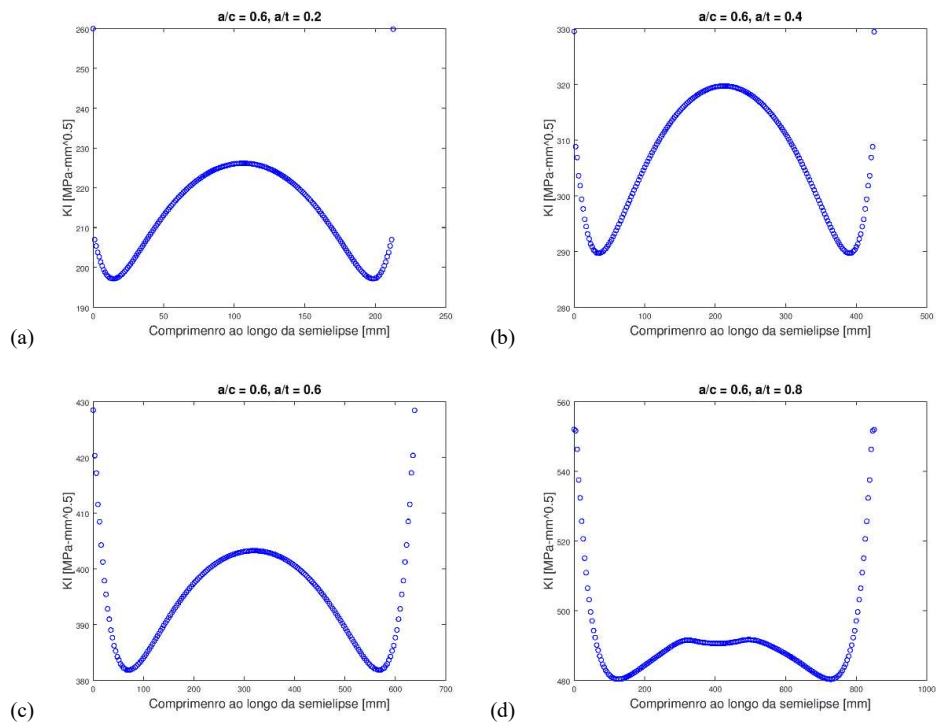 a/c = 0.6, a/t = 0.2
260
250
240
230
220
210
200
190
KI [MPa-mm^0.5]
0 50 100 150 200 250
Comprimenro ao longo da semielipse [mm]
(a)
a/c = 0.6, a/t = 0.4
330
320
310
300
290
280
KI [MPa-mm^0.5]
0 100 200 300 400 500
Comprimenro ao longo da semielipse [mm]
(b)
a/c = 0.6, a/t = 0.6
430
420
410
400
390
380
KI [MPa-mm^0.5]
0 100 200 300 400 500 600 700
Comprimenro ao longo da semielipse [mm]
(c)
a/c = 0.6, a/t = 0.8
560
550
540
530
520
510
500
490
480
KI [MPa-mm^0.5]
0 200 400 600 800 1000
Comprimenro ao longo da semielipse [mm]
(d)